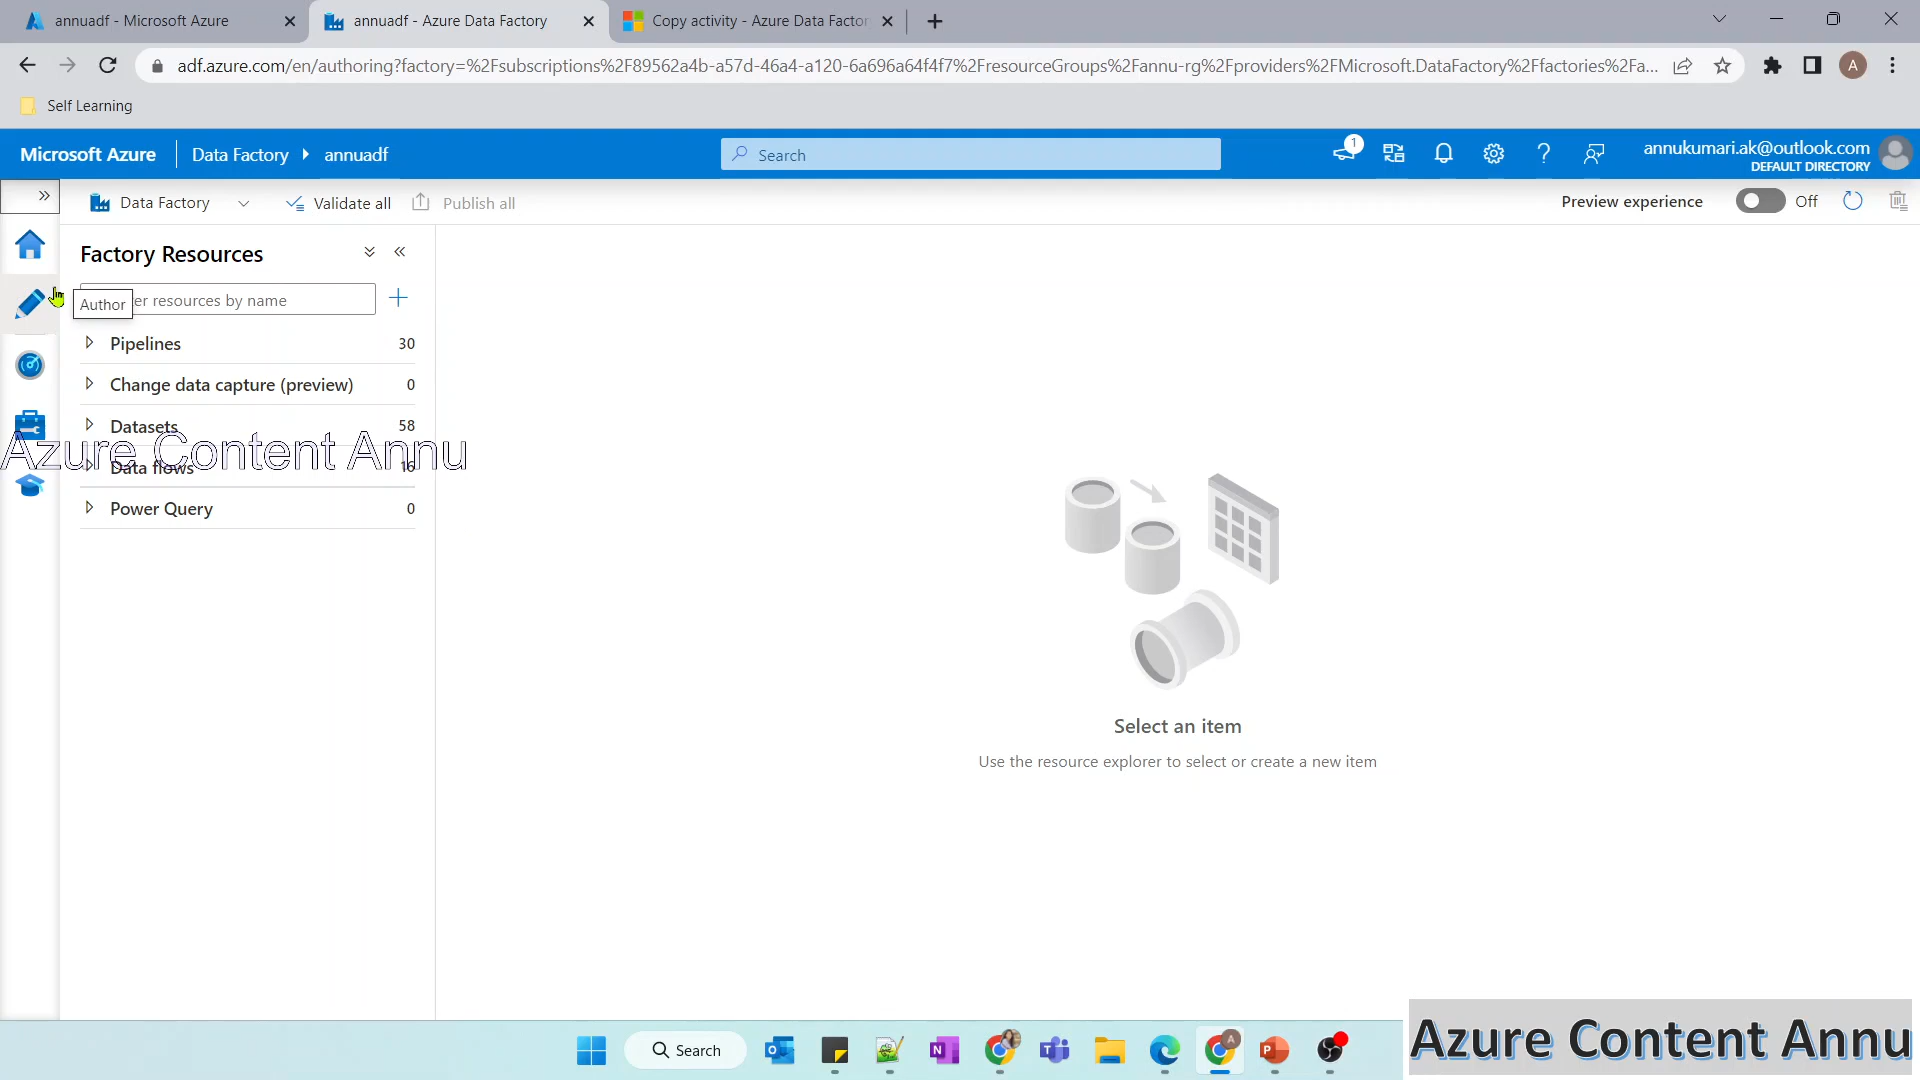 annuadf - Microsoft Azure
annuadf - Azure Data Factory
Copy activity - Azure Data Factor
adf.azure.com/en/authoring?factory=%2Fsubscriptions%2F89562a4b-a57d-46a4-a120-6a696a64f4f7%2FresourceGroups%2Fannu-rg%2Fproviders%2FMicrosoft.DataFactory%2Ffactories%2Fa...
A
Self Learning
Microsoft Azure
Data Factory
annuadf
Search
1
annukumari.ak@outlook.com
DEFAULT DIRECTORY
Data Factory
Validate all
Publish all
Preview experience
Off
Factory Resources
Author
er resources by name
Pipelines 30
Change data capture (preview) 0
Datasets 58
Azure Content Annu
Data flows 16
Power Query 0
Select an item
Use the resource explorer to select or create a new item
Search
Azure Content Annu